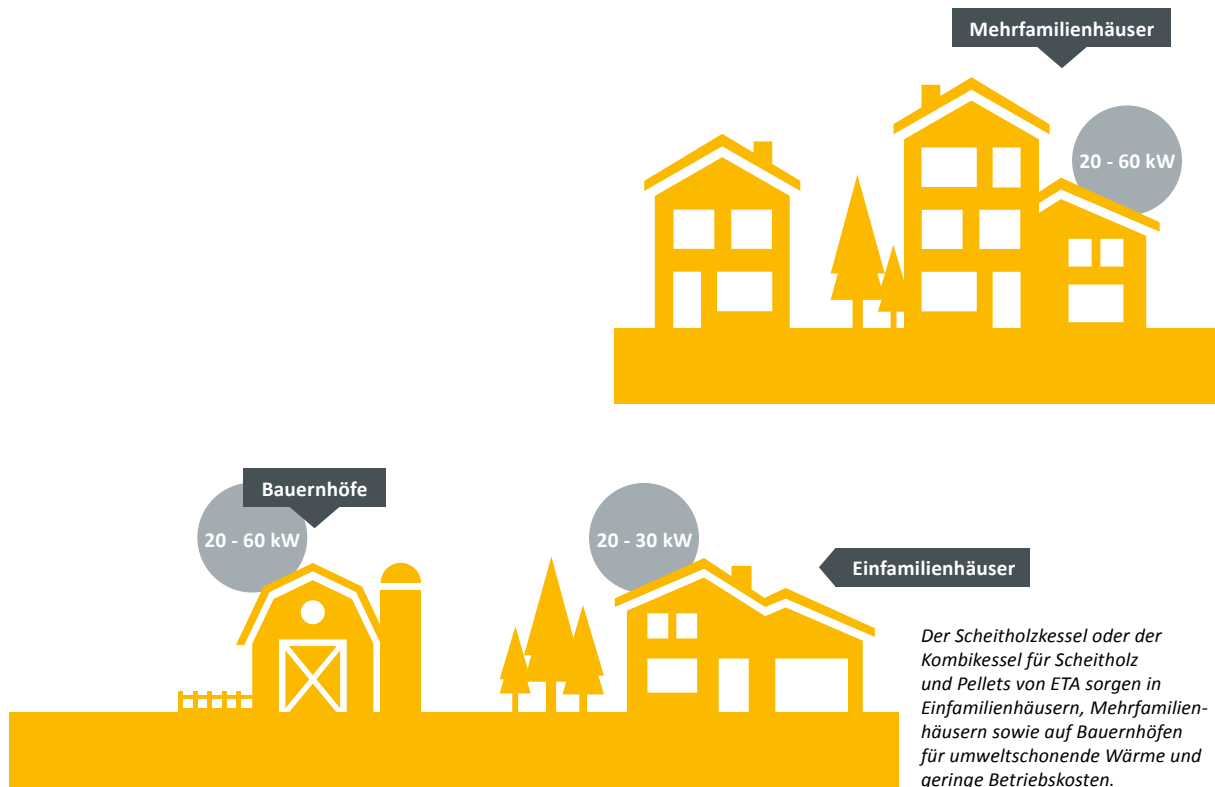 Mehrfamilienhäuser
20 - 60 kW
Bauernhöfe
20 - 60 kW
20 - 30 kW
Einfamilienhäuser
Der Scheitholzkessel oder der
Kombikessel für Scheitholz
und Pellets von ETA sorgen in
Einfamilienhäusern, Mehrfamilien-
häusern sowie auf Bauernhöfen
für umweltschonende Wärme und
geringe Betriebskosten.